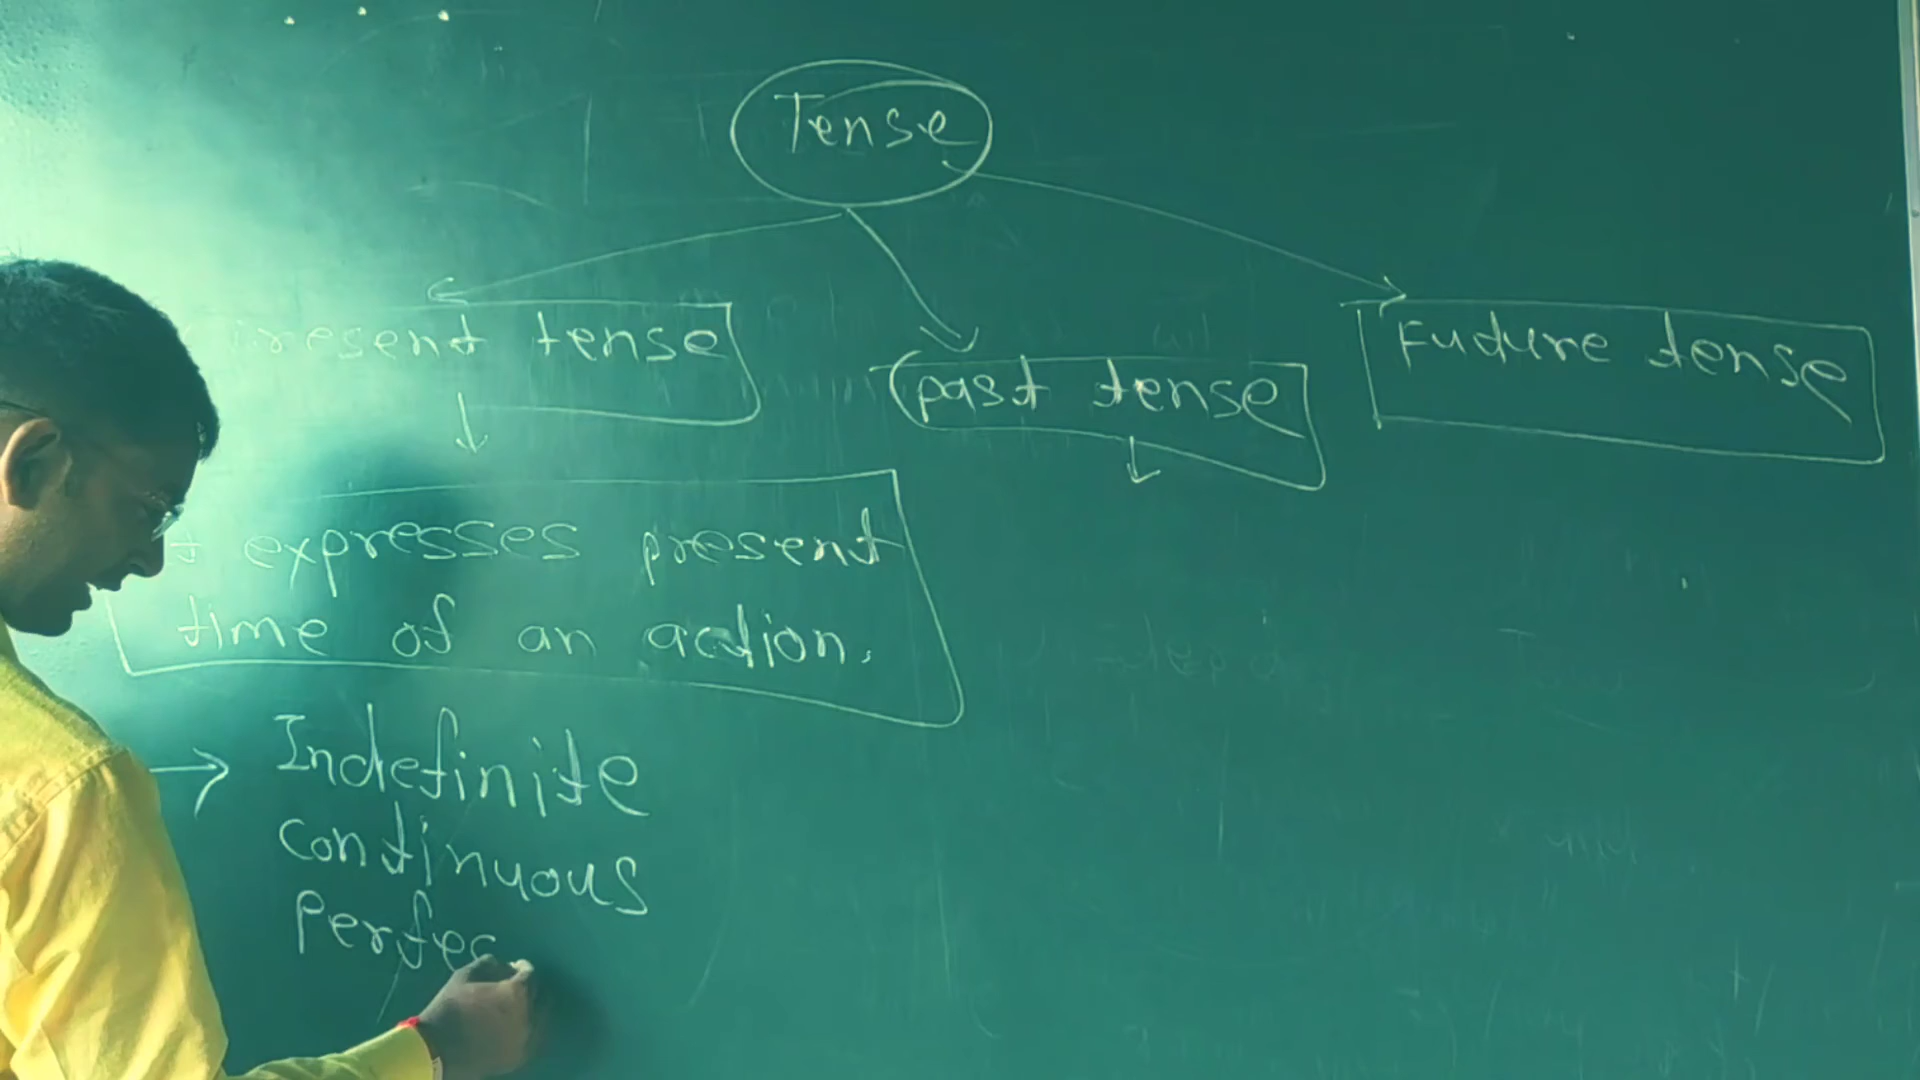 Tense
present tense
past tense
Future tense
expresses present
time of an action.
→ Indefinite
continuous
perfec